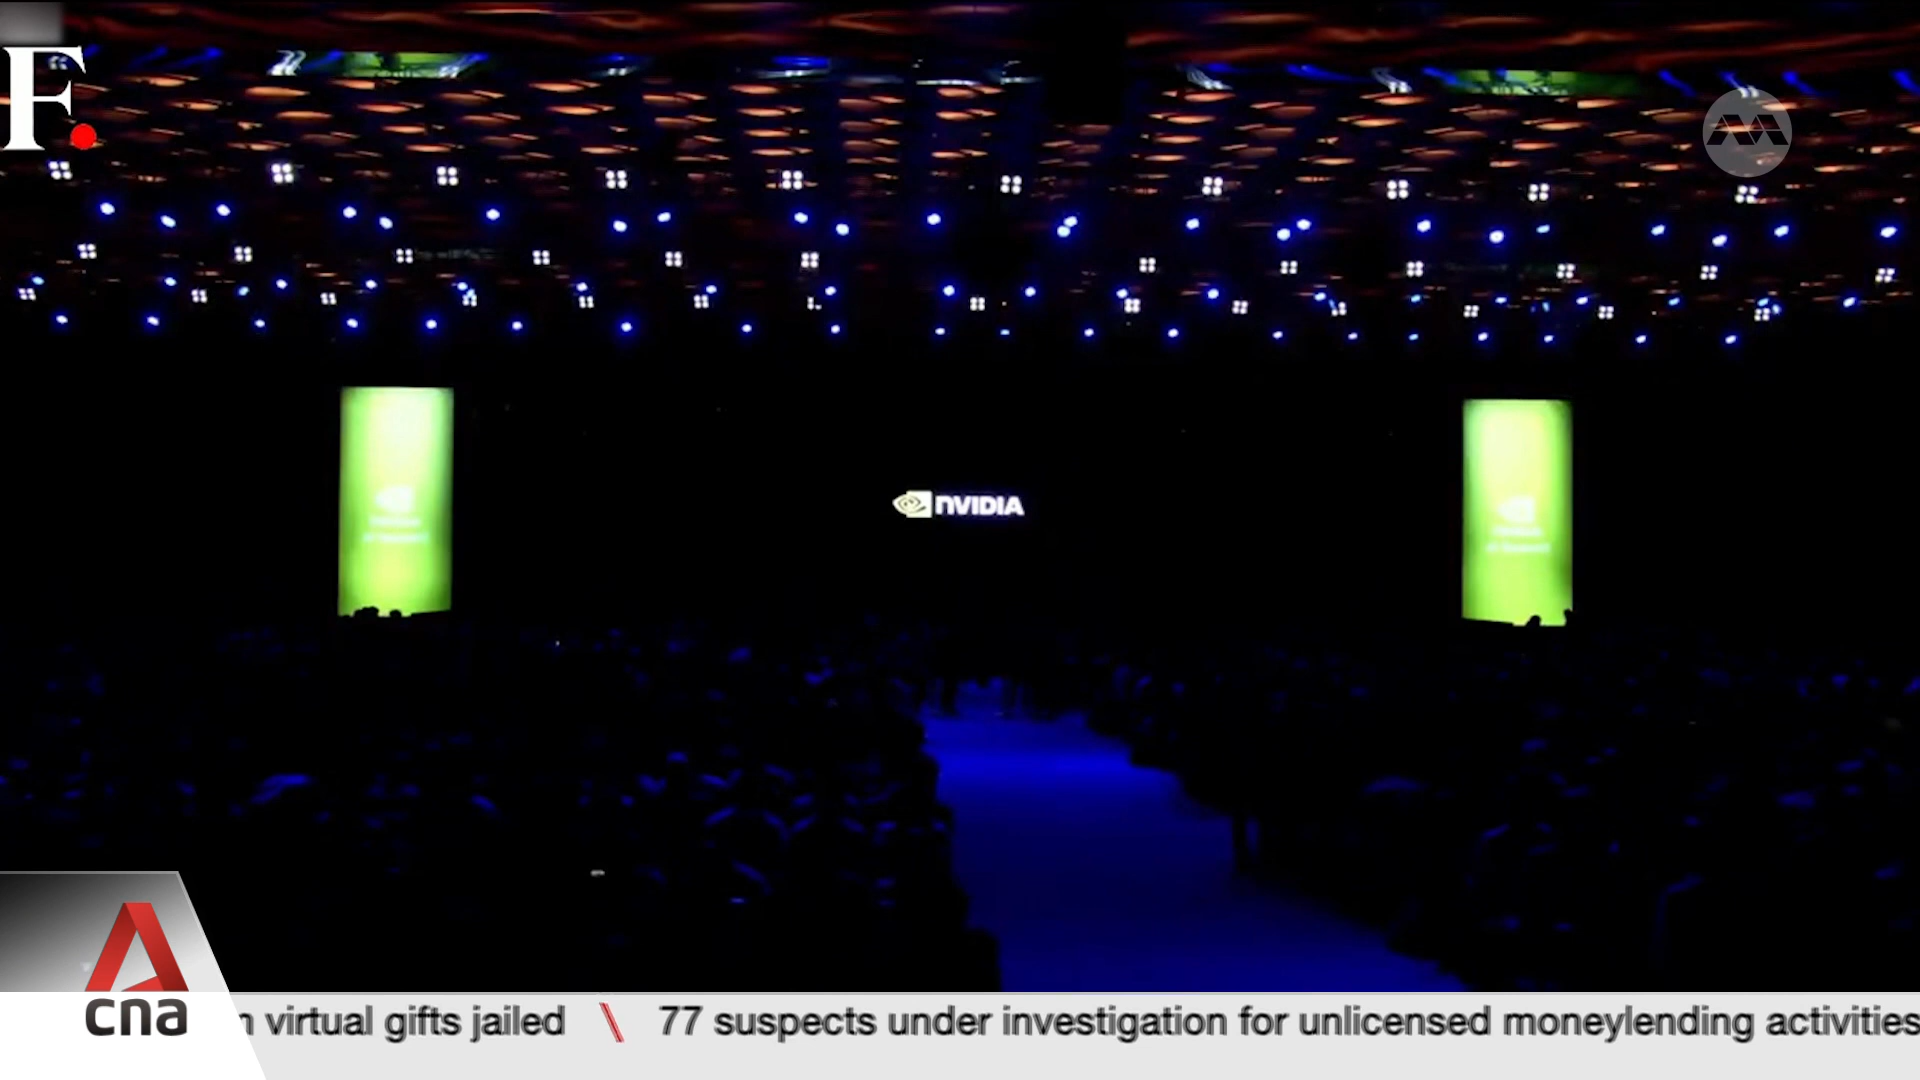 F.
NVIDIA
cna
n virtual gifts jailed \ 77 suspects under investigation for unlicensed moneylending activities